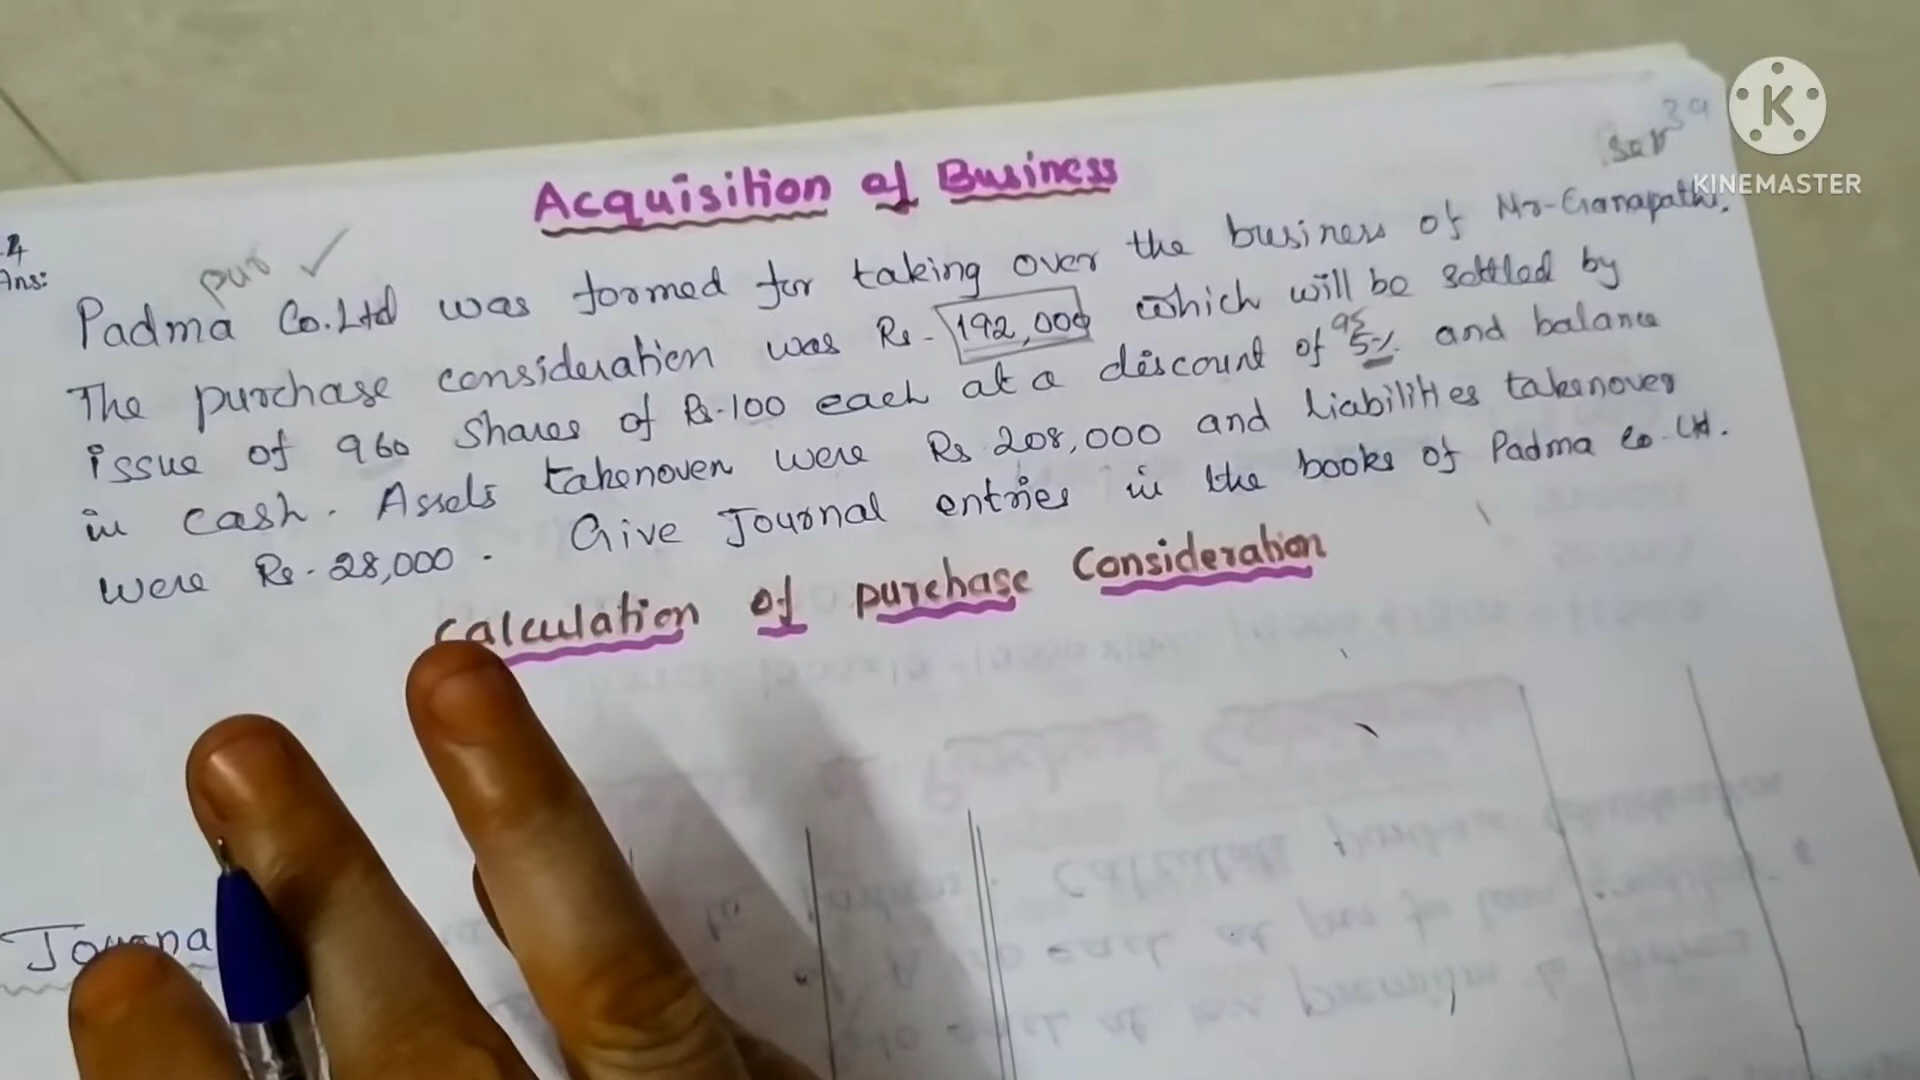 KINEMASTER
Acquisition of Business
4
Ans:
pur ✓
Padma Co.Ltd was formed for taking over the business of Mr-Ganapathi.
The purchase consideration was Rs-192,000 which will be settled by
95
issue of 960 Shares of Rs-100 each at a discount of 5% and balance
in cash. Assets takenover were Rs 208,000 and liabilities takenover
were Rs-28,000. Give Journal entries in the books of Padma Co.Ltd.
Calculation of purchase Consideration
Journa